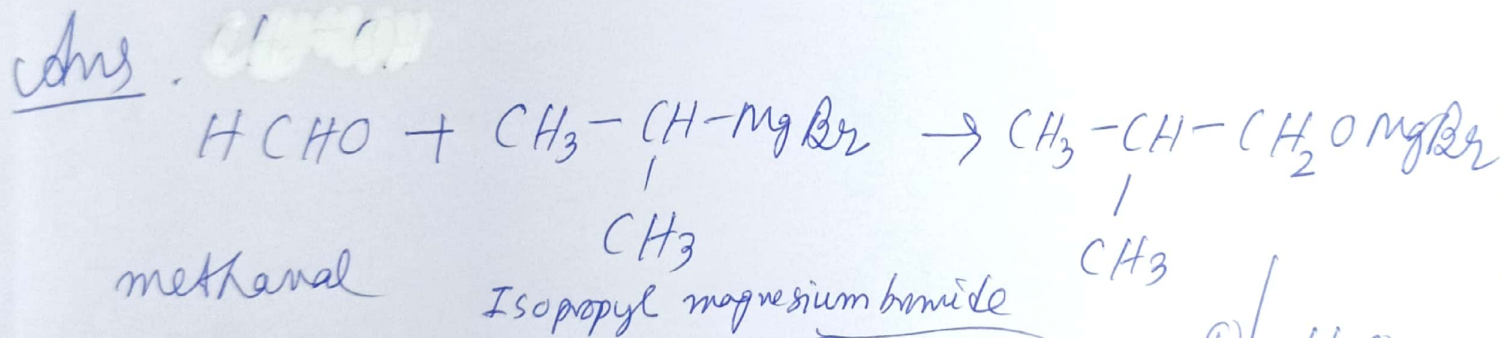 Ans.
HCHO + CH3-CH-MgBr → CH3-CH-CH2OMgBr
CH3
CH3
methanal
Isopropyl magnesium bromide